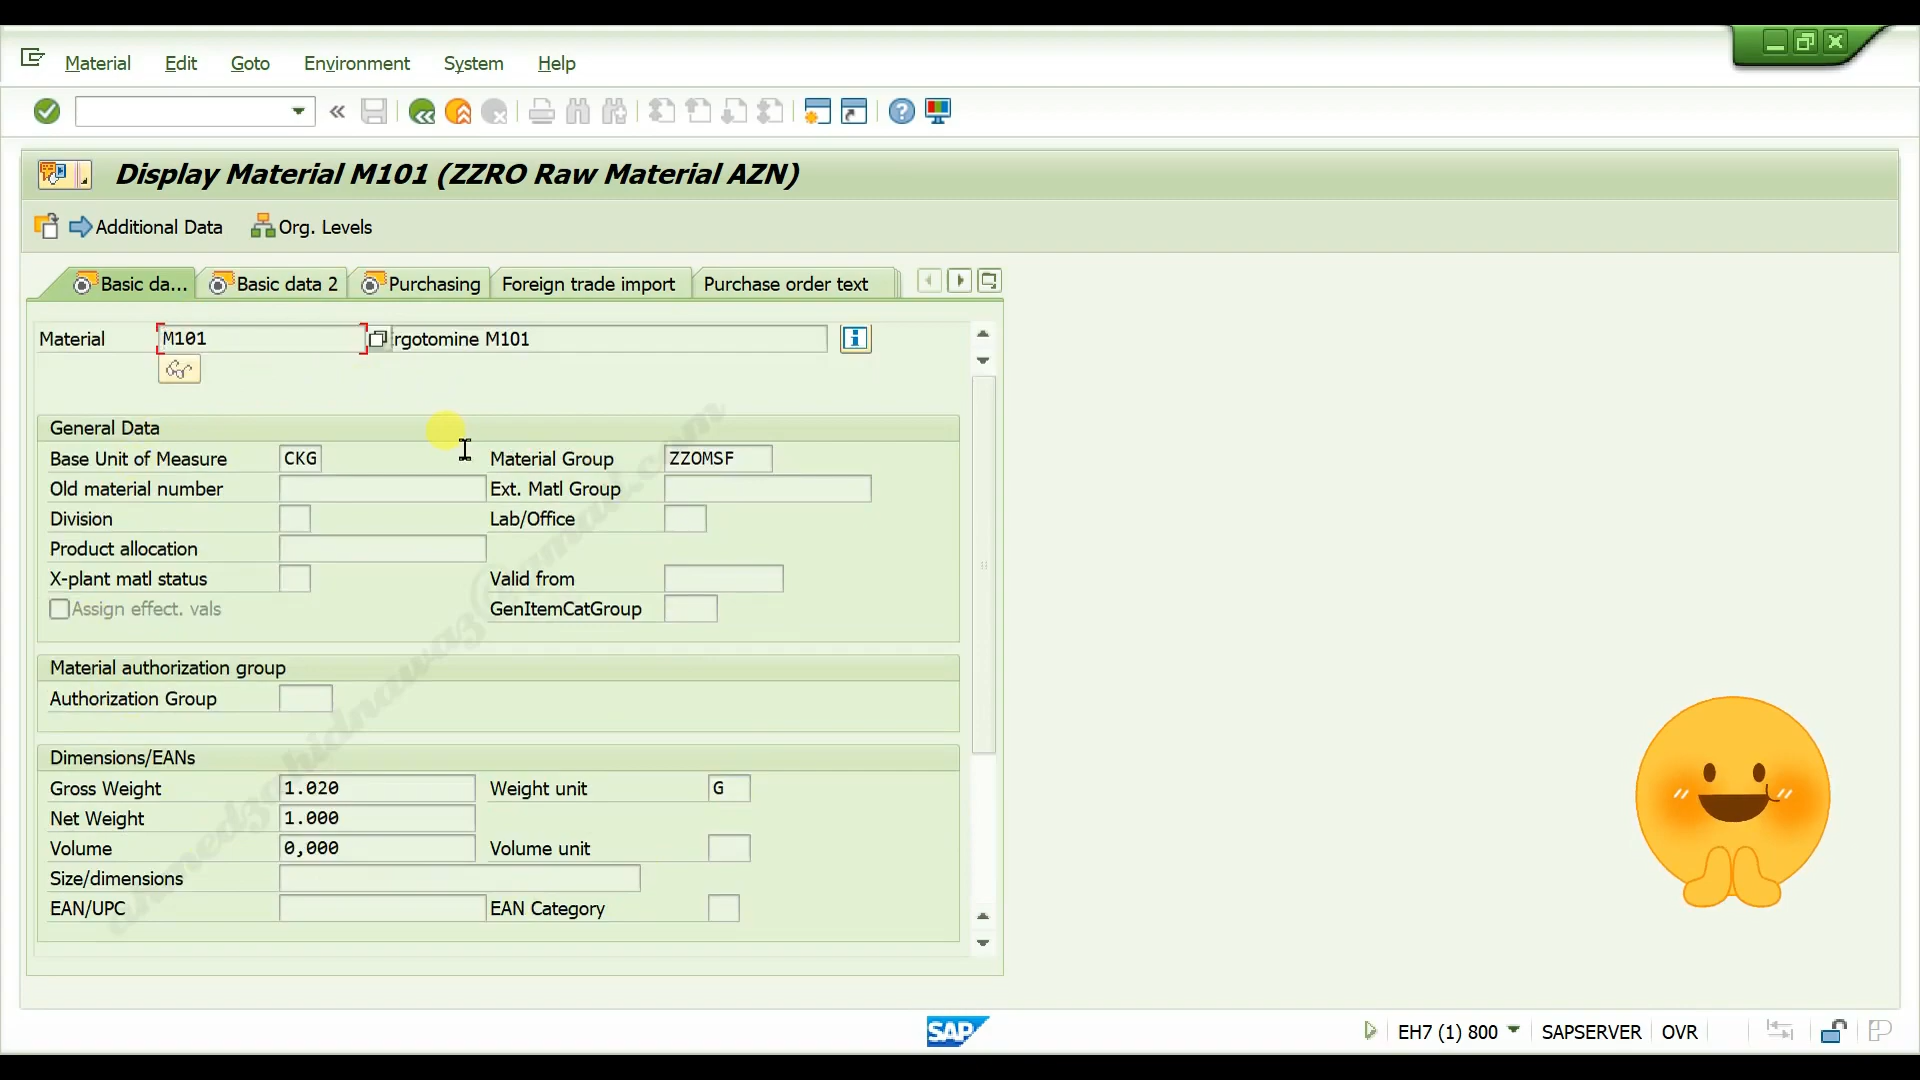 Material Edit Goto Environment System Help
Display Material M101 (ZZRO Raw Material AZN)
Additional Data Org. Levels
Basic da... Basic data 2 Purchasing Foreign trade import Purchase order text
Material M101 rgotomine M101
General Data
Base Unit of Measure CKG Material Group ZZOMSF
Old material number Ext. Matl Group
Division Lab/Office
Product allocation
X-plant matl status Valid from
Assign effect. vals GenItemCatGroup
Material authorization group
Authorization Group
Dimensions/EANs
Gross Weight 1.020 Weight unit G
Net Weight 1.000
Volume 0,000 Volume unit
Size/dimensions
EAN/UPC EAN Category
SAP EH7 (1) 800 SAPSERVER OVR